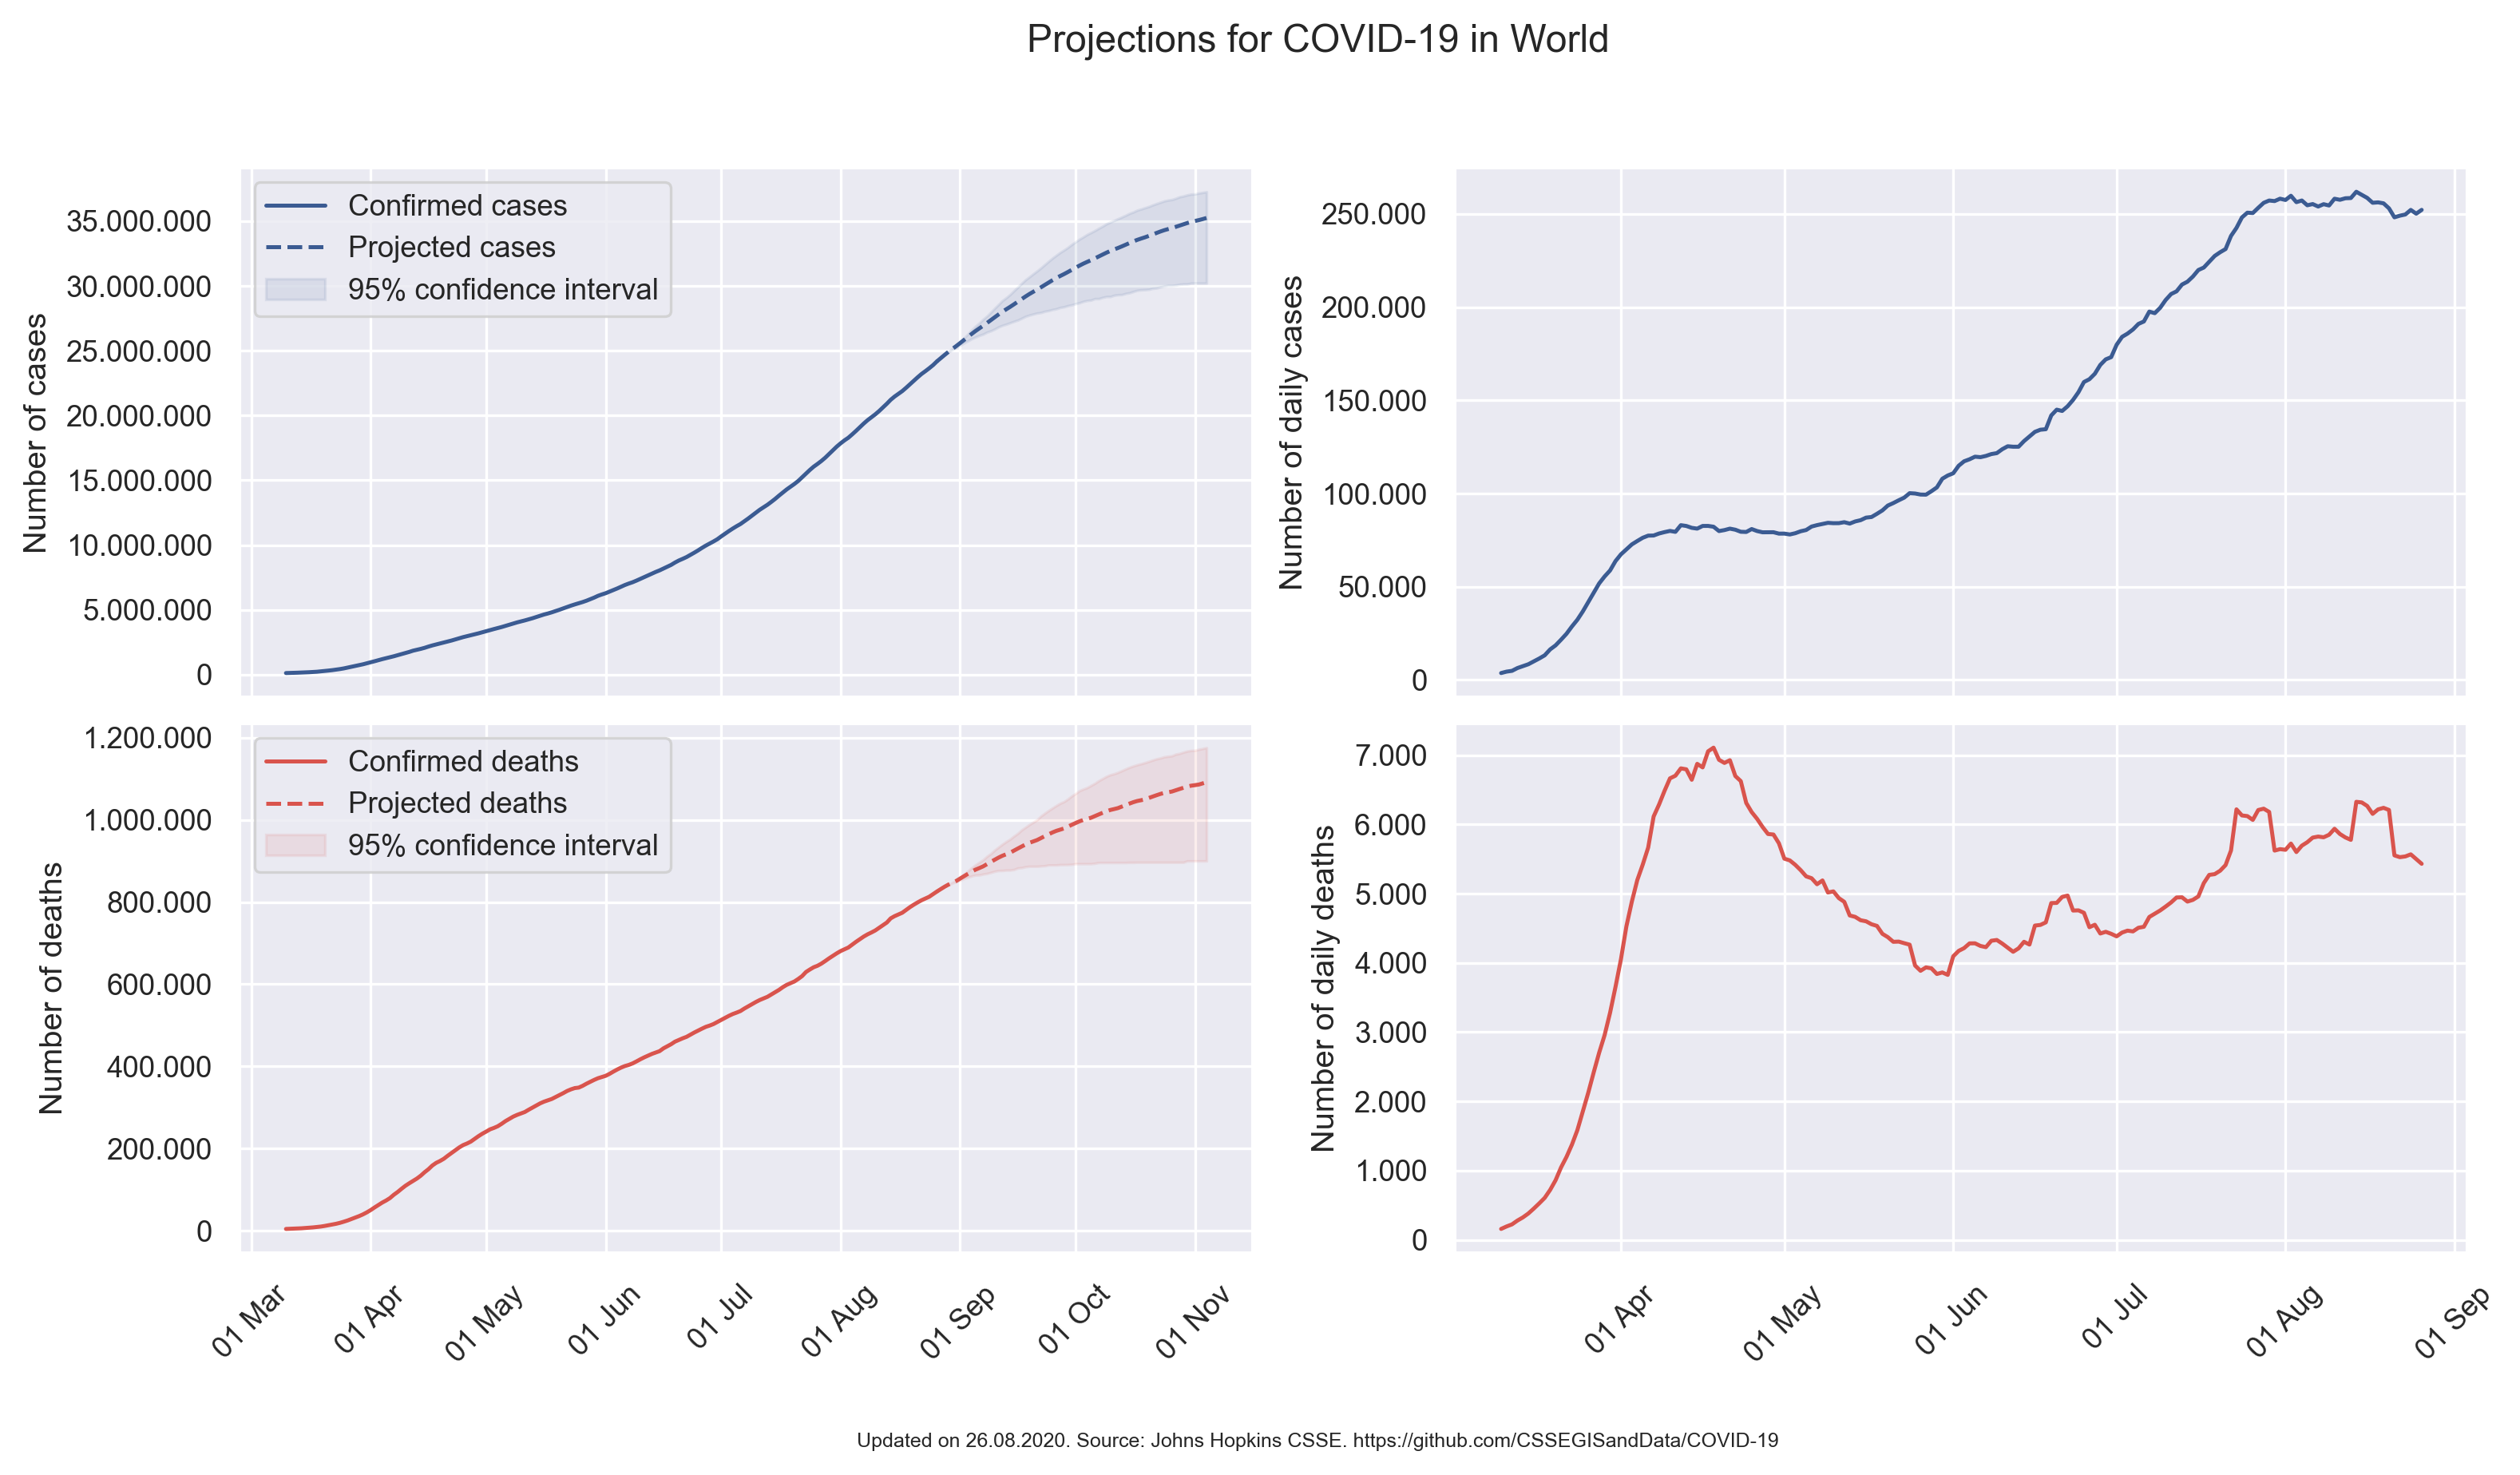 Projections for COVID-19 in World
Number of cases
35.000.000
30.000.000
25.000.000
20.000.000
15.000.000
10.000.000
5.000.000
0
Confirmed cases
Projected cases
95% confidence interval
Number of daily cases
250.000
200.000
150.000
100.000
50.000
0
Number of deaths
1.200.000
1.000.000
800.000
600.000
400.000
200.000
0
Confirmed deaths
Projected deaths
95% confidence interval
01 Mar
01 Apr
01 May
01 Jun
01 Jul
01 Aug
01 Sep
01 Oct
01 Nov
Number of daily deaths
7.000
6.000
5.000
4.000
3.000
2.000
1.000
0
01 Apr
01 May
01 Jun
01 Jul
01 Aug
01 Sep
Updated on 26.08.2020. Source: Johns Hopkins CSSE. https://github.com/CSSEGISandData/COVID-19